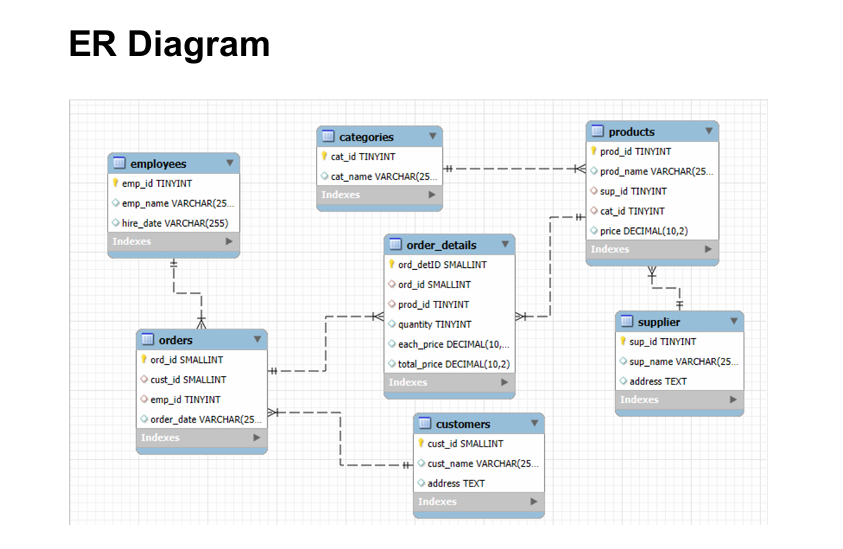 ER Diagram
employees
emp_id TINYINT
emp_name VARCHAR(25...
hire_date VARCHAR(255)
Indexes
categories
cat_id TINYINT
cat_name VARCHAR(25...
Indexes
products
prod_id TINYINT
prod_name VARCHAR(25...
sup_id TINYINT
cat_id TINYINT
price DECIMAL(10,2)
Indexes
order_details
ord_detID SMALLINT
ord_id SMALLINT
prod_id TINYINT
quantity TINYINT
each_price DECIMAL(10,...
total_price DECIMAL(10,2)
Indexes
orders
ord_id SMALLINT
cust_id SMALLINT
emp_id TINYINT
order_date VARCHAR(25...
Indexes
supplier
sup_id TINYINT
sup_name VARCHAR(25...
address TEXT
Indexes
customers
cust_id SMALLINT
cust_name VARCHAR(25...
address TEXT
Indexes